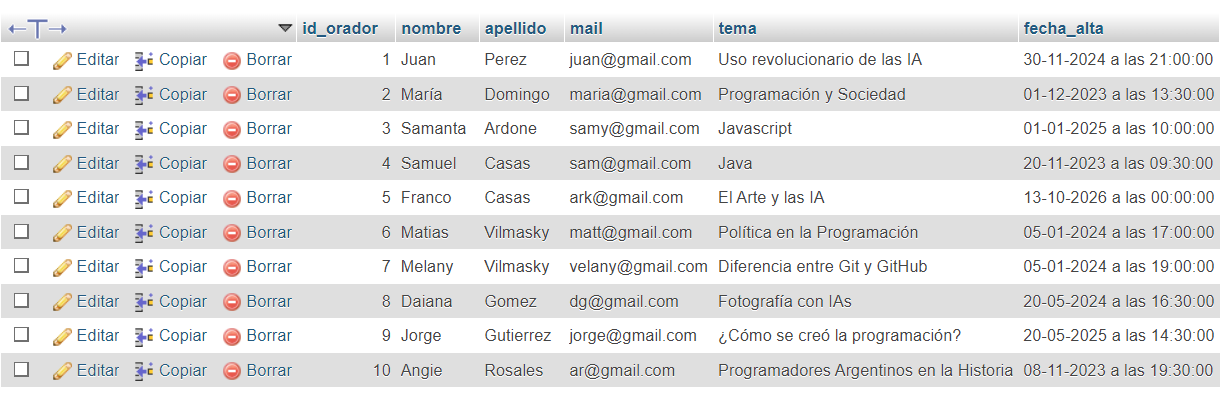 id_orador nombre apellido mail tema fecha_alta
Editar Copiar Borrar 1 Juan Perez juan@gmail.com Uso revolucionario de las IA 30-11-2024 a las 21:00:00
Editar Copiar Borrar 2 María Domingo maria@gmail.com Programación y Sociedad 01-12-2023 a las 13:30:00
Editar Copiar Borrar 3 Samanta Ardone samy@gmail.com Javascript 01-01-2025 a las 10:00:00
Editar Copiar Borrar 4 Samuel Casas sam@gmail.com Java 20-11-2023 a las 09:30:00
Editar Copiar Borrar 5 Franco Casas ark@gmail.com El Arte y las IA 13-10-2026 a las 00:00:00
Editar Copiar Borrar 6 Matias Vilmasky matt@gmail.com Política en la Programación 05-01-2024 a las 17:00:00
Editar Copiar Borrar 7 Melany Vilmasky velany@gmail.com Diferencia entre Git y GitHub 05-01-2024 a las 19:00:00
Editar Copiar Borrar 8 Daiana Gomez dg@gmail.com Fotografía con IAs 20-05-2024 a las 16:30:00
Editar Copiar Borrar 9 Jorge Gutierrez jorge@gmail.com ¿Cómo se creó la programación? 20-05-2025 a las 14:30:00
Editar Copiar Borrar 10 Angie Rosales ar@gmail.com Programadores Argentinos en la Historia 08-11-2023 a las 19:30:00